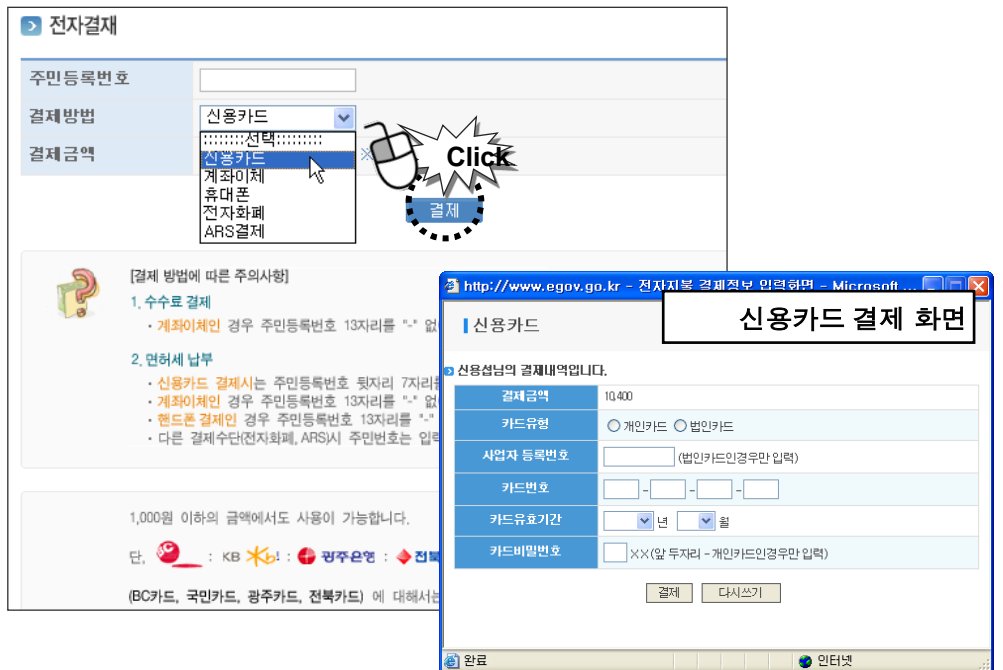 전자결재
주민등록번호
결제방법
신용카드
:::::::::선택:::::::::
결제금액
신용카드
※
계좌이체
휴대폰
전자화폐
ARS결제
Click
결제
[결제 방법에 따른 주의사항]
1. 수수료 결제
· 계좌이체인 경우 주민등록번호 13자리를 "-" 없
2. 면허세 납부
· 신용카드 결제시는 주민등록번호 뒷자리 7자리를
· 계좌이체인 경우 주민등록번호 13자리를 "-" 없
· 핸드폰 결제인 경우 주민등록번호 13자리를 "-"
· 다른 결제수단(전자화폐, ARS)시 주민번호는 입력
1,000원 이하의 금액에서도 사용이 가능합니다.
단, : KB Kb! : 광주은행 : 전북
(BC카드, 국민카드, 광주카드, 전북카드) 에 대해서는
http://www.egov.go.kr - 전자지불 결제정보 입력화면 - Microsoft ...
신용카드 결제 화면
신용카드
신용섭님의 결재내역입니다.
결제금액 10,400
카드유형 개인카드 법인카드
사업자 등록번호 (법인카드인경우만 입력)
카드번호 - - -
카드유효기간 년 월
카드비밀번호 XX(앞 두자리 - 개인카드인경우만 입력)
결제 다시쓰기
완료 인터넷